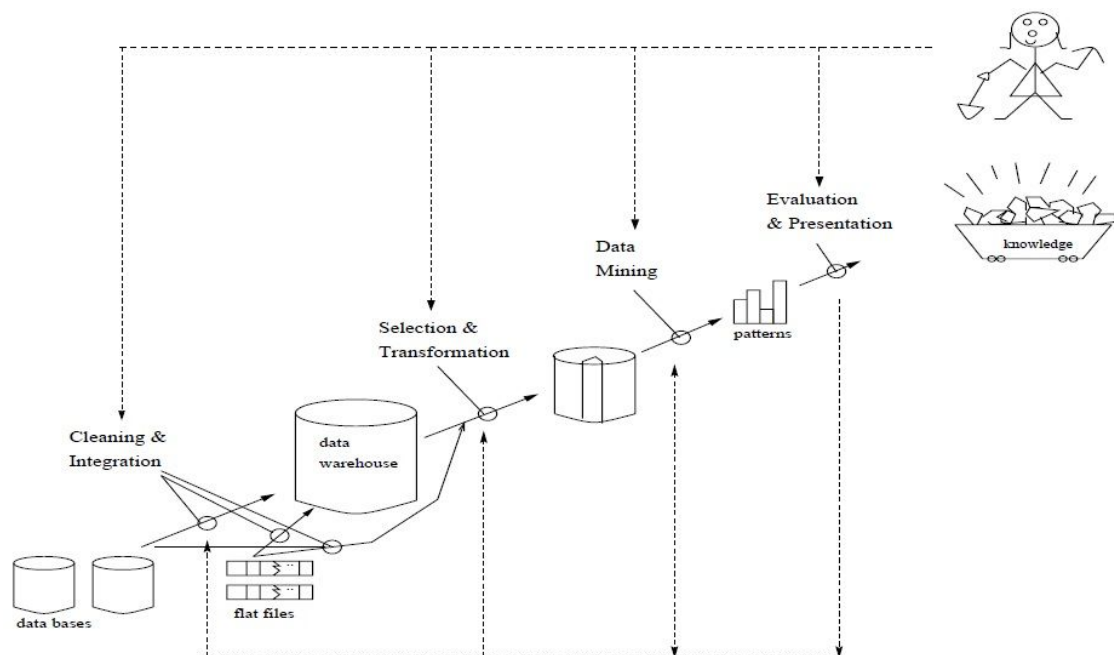 Evaluation
& Presentation
knowledge
Data
Mining
patterns
Selection &
Transformation
data
warehouse
Cleaning &
Integration
flat files
data bases